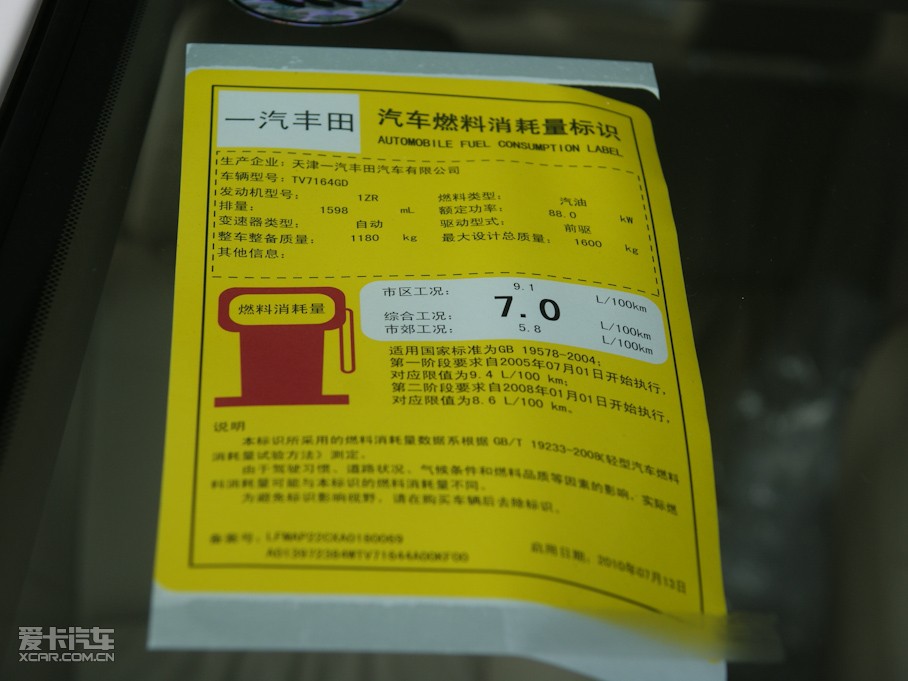 一汽丰田
汽车燃料消耗量标识
AUTOMOBILE FUEL CONSUMPTION LABEL
生产企业：天津一汽丰田汽车有限公司
车辆型号：TV7164GD
发动机型号： 1ZR 燃料类型： 汽油
排量： 1598 mL 额定功率： 88.0 kW
变速器类型： 自动 驱动型式： 前驱
整车整备质量： 1180 kg 最大设计总质量： 1600 kg
其他信息：
燃料消耗量
市区工况： 9.1 L/100km
综合工况： 7.0 L/100km
市郊工况： 5.8 L/100km
适用国家标准为GB 19578-2004；
第一阶段要求自2005年07月01日开始执行，
对应限值为9.4 L/100 km；
第二阶段要求自2008年01月01日开始执行，
对应限值为8.6 L/100 km。
说明
本标识所采用的燃料消耗量数据系根据 GB/T 19233-2008《轻型汽车燃料
消耗量试验方法》测定。
由于驾驶习惯、道路状况、气候条件和燃料品质等因素的影响，实际燃
料消耗量可能与本标识的燃料消耗量不同。
为避免标识影响视野，请在购买车辆后去除标识。
备案号：
启用日期：2010年07月13日
爱卡汽车
XCAR.COM.CN